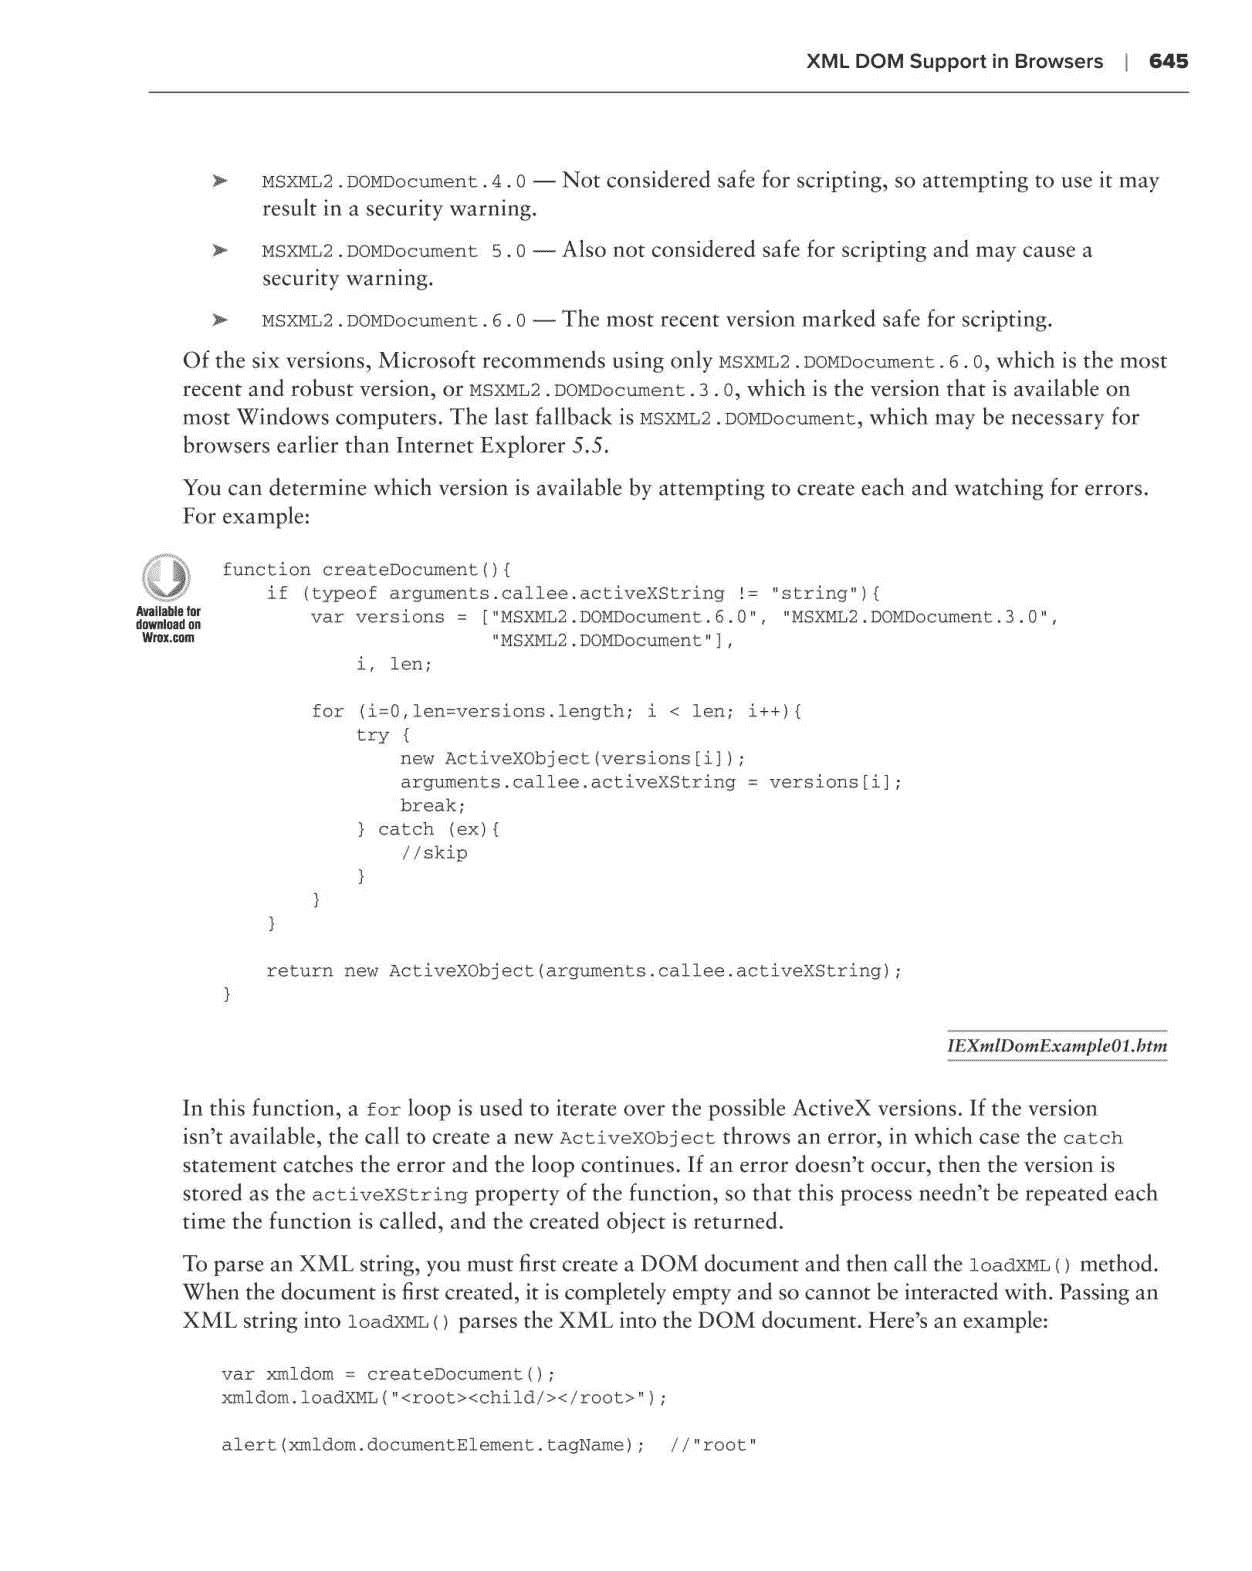 XML DOM Support in Browsers | 645
➤ MSXML2.DOMDocument.4.0 — Not considered safe for scripting, so attempting to use it may
result in a security warning.
➤ MSXML2.DOMDocument 5.0 — Also not considered safe for scripting and may cause a
security warning.
➤ MSXML2.DOMDocument.6.0 — The most recent version marked safe for scripting.
Of the six versions, Microsoft recommends using only MSXML2.DOMDocument.6.0, which is the most
recent and robust version, or MSXML2.DOMDocument.3.0, which is the version that is available on
most Windows computers. The last fallback is MSXML2.DOMDocument, which may be necessary for
browsers earlier than Internet Explorer 5.5.
You can determine which version is available by attempting to create each and watching for errors.
For example:
Available for
download on
Wrox.com
function createDocument(){
    if (typeof arguments.callee.activeXString != "string"){
        var versions = ["MSXML2.DOMDocument.6.0", "MSXML2.DOMDocument.3.0",
                        "MSXML2.DOMDocument"],
            i, len;
        for (i=0,len=versions.length; i < len; i++){
            try {
                new ActiveXObject(versions[i]);
                arguments.callee.activeXString = versions[i];
                break;
            } catch (ex){
                //skip
            }
        }
    }
    return new ActiveXObject(arguments.callee.activeXString);
}
IEXmlDomExample01.htm
In this function, a for loop is used to iterate over the possible ActiveX versions. If the version
isn't available, the call to create a new ActiveXObject throws an error, in which case the catch
statement catches the error and the loop continues. If an error doesn't occur, then the version is
stored as the activeXString property of the function, so that this process needn't be repeated each
time the function is called, and the created object is returned.
To parse an XML string, you must first create a DOM document and then call the loadXML() method.
When the document is first created, it is completely empty and so cannot be interacted with. Passing an
XML string into loadXML() parses the XML into the DOM document. Here's an example:
var xmldom = createDocument();
xmldom.loadXML("<root><child/></root>");
alert(xmldom.documentElement.tagName);  //"root"